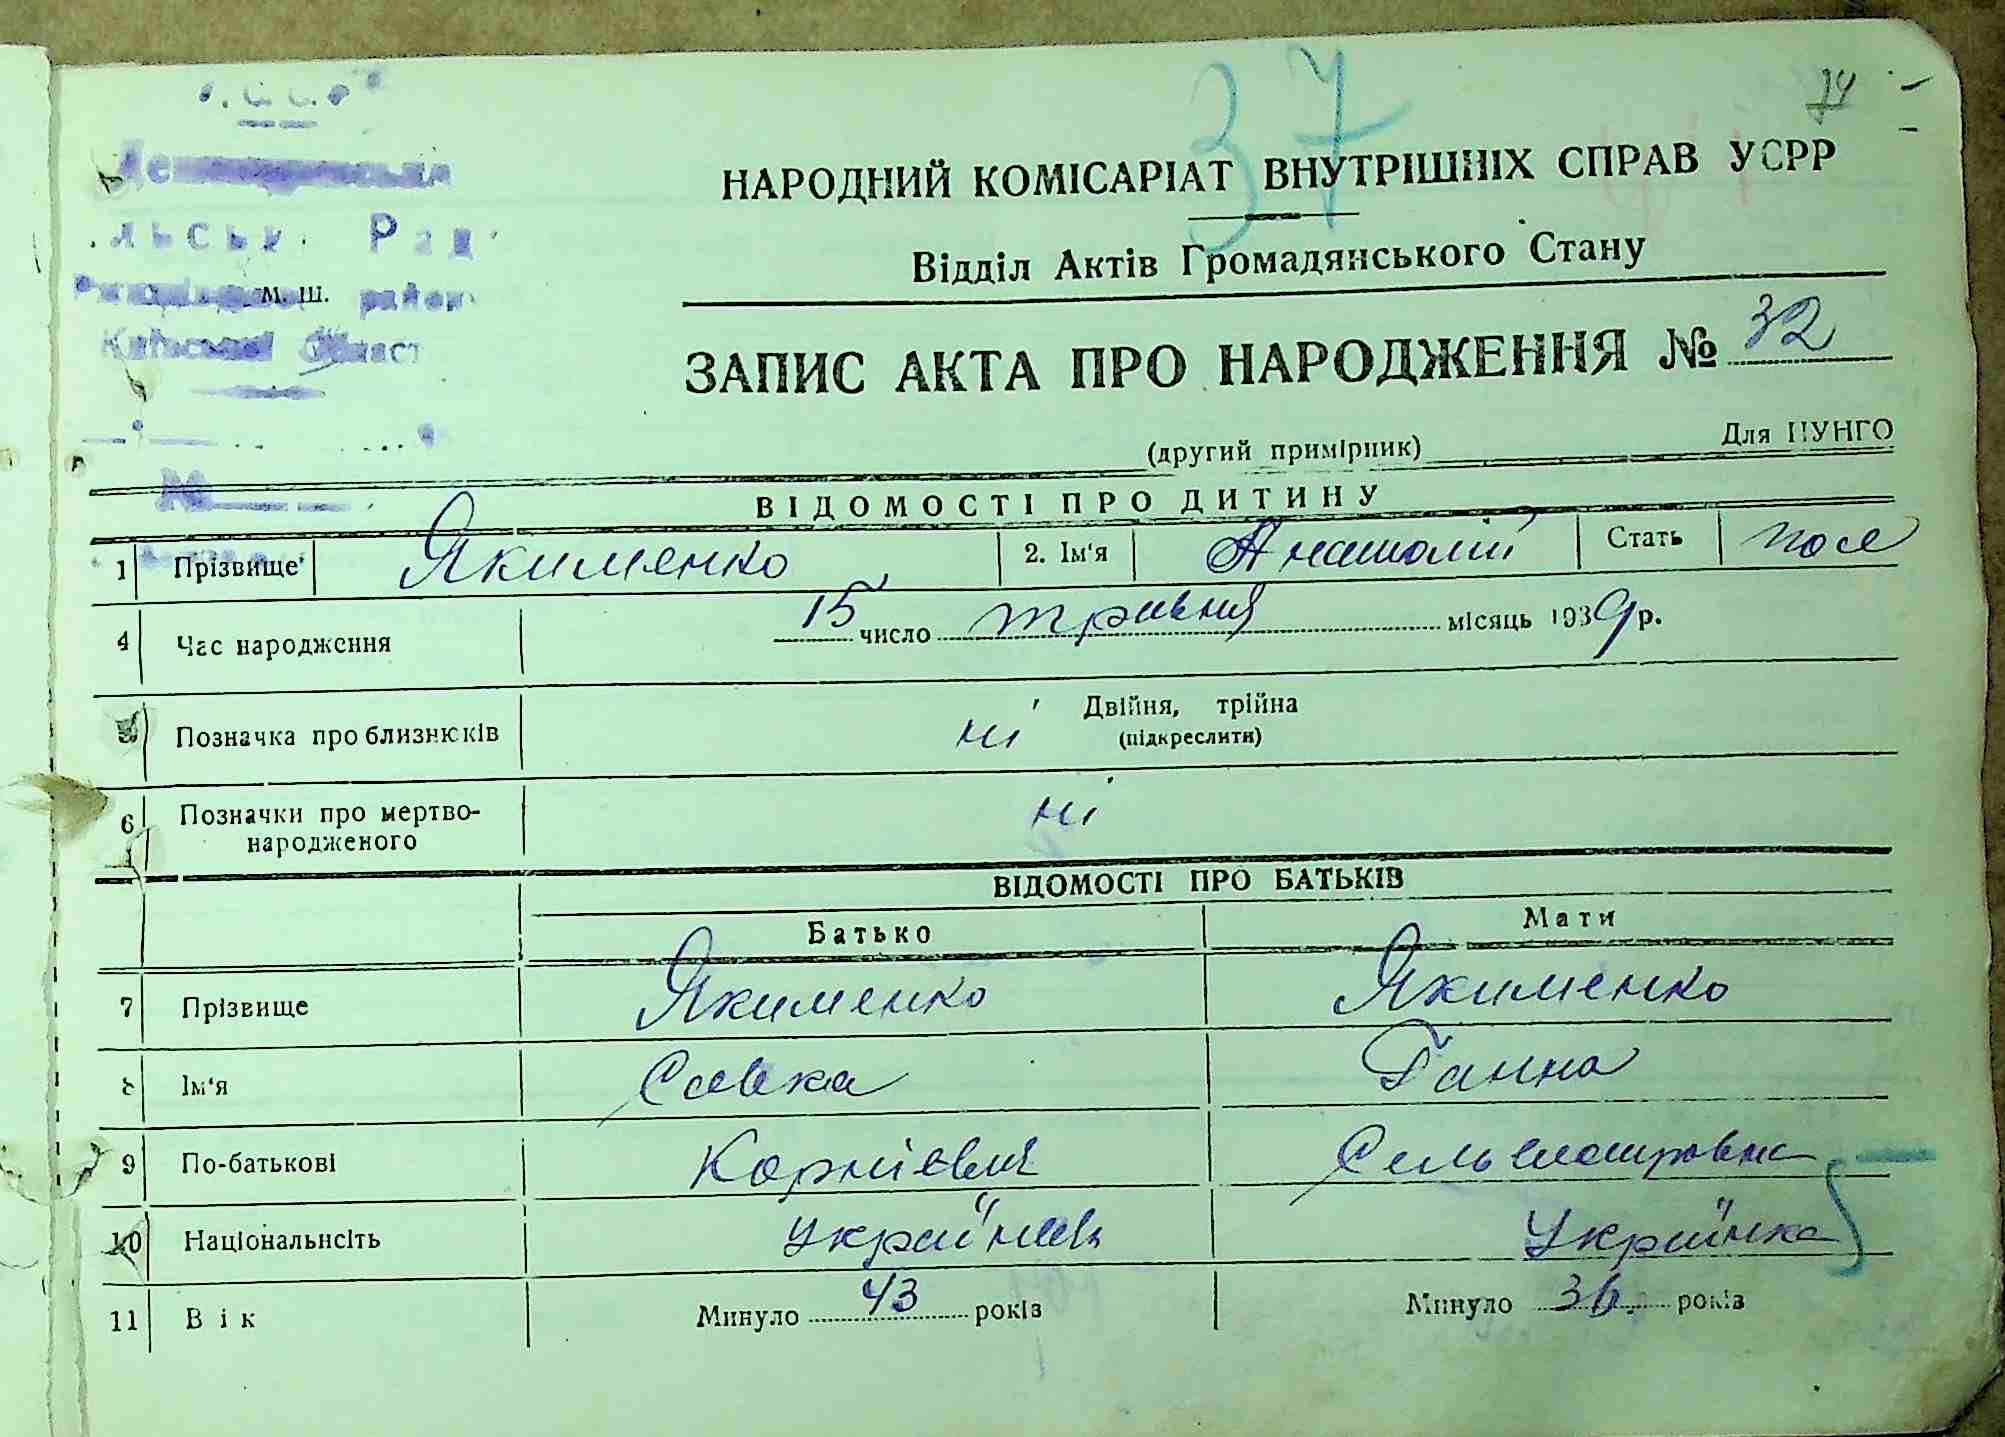 37
НАРОДНИЙ КОМІСАРІАТ ВНУТРІШНІХ СПРАВ УСРР
Відділ Актів Громадянського Стану
м. ш. район
ЗАПИС АКТА ПРО НАРОДЖЕННЯ № 32
(другий примірник) Для ЦУНГО
№
ВІДОМОСТІ ПРО ДИТИНУ
1 Прізвище Якименко 2. Ім'я Анатолій Стать
4 Час народження 15 число травня місяць 1939 р.
Позначка про близнюків ні Двійня, трійна
(підкреслити)
6 Позначки про мертво-
народженого ні
ВІДОМОСТІ ПРО БАТЬКІВ
Батько Мати
7 Прізвище Якименко Якименко
8 Ім'я Савка Ганна
9 По-батькові Корнієвич
10 Національнсіть Українець Українка
11 Вік Минуло 43 років Минуло 36 років